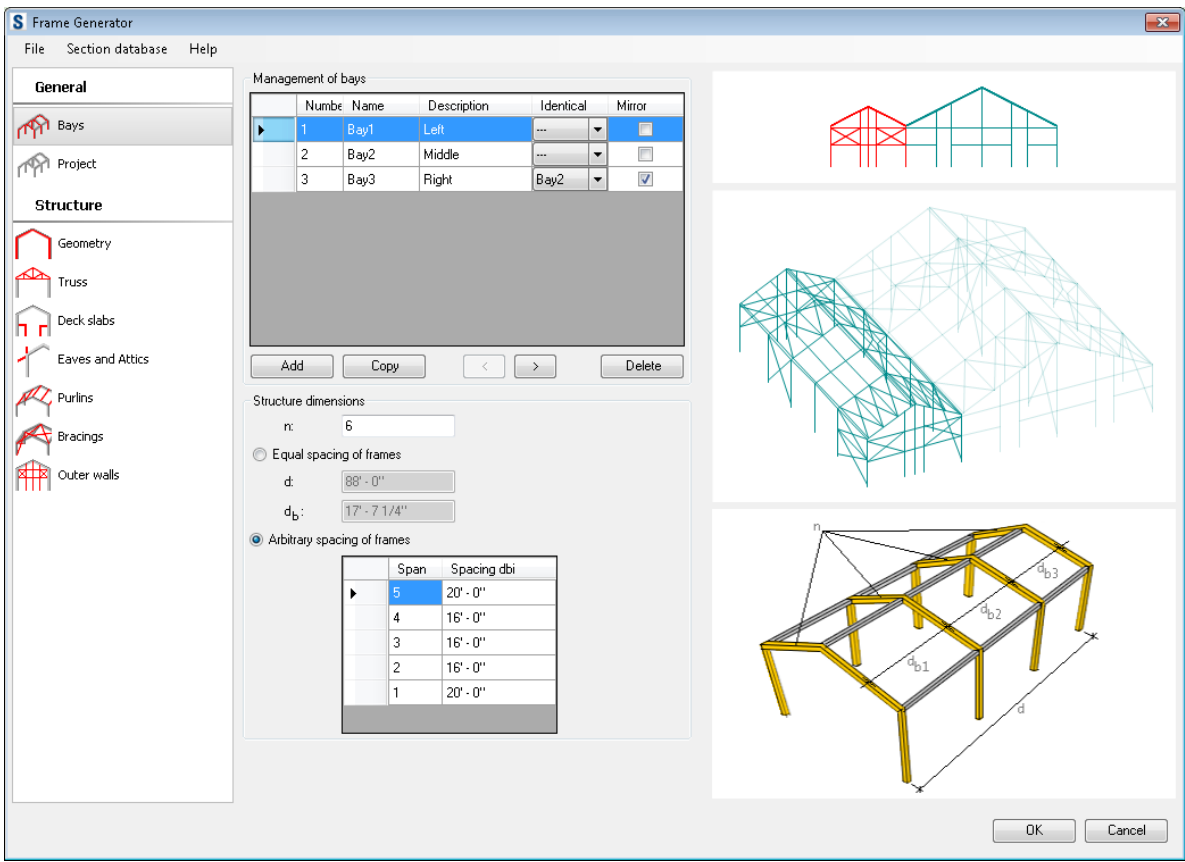 S Frame Generator
File Section database Help
General
Bays
Project
Structure
Geometry
Truss
Deck slabs
Eaves and Attics
Purlins
Bracings
Outer walls
Management of bays
Numbe Name Description Identical Mirror
1 Bay1 Left ---
2 Bay2 Middle ---
3 Bay3 Right Bay2
Add Copy < > Delete
Structure dimensions
n: 6
Equal spacing of frames
d: 88' - 0''
db: 17' - 7 1/4''
Arbitrary spacing of frames
Span Spacing dbi
5 20' - 0''
4 16' - 0''
3 16' - 0''
2 16' - 0''
1 20' - 0''
n
db3
db2
db1
d
OK Cancel